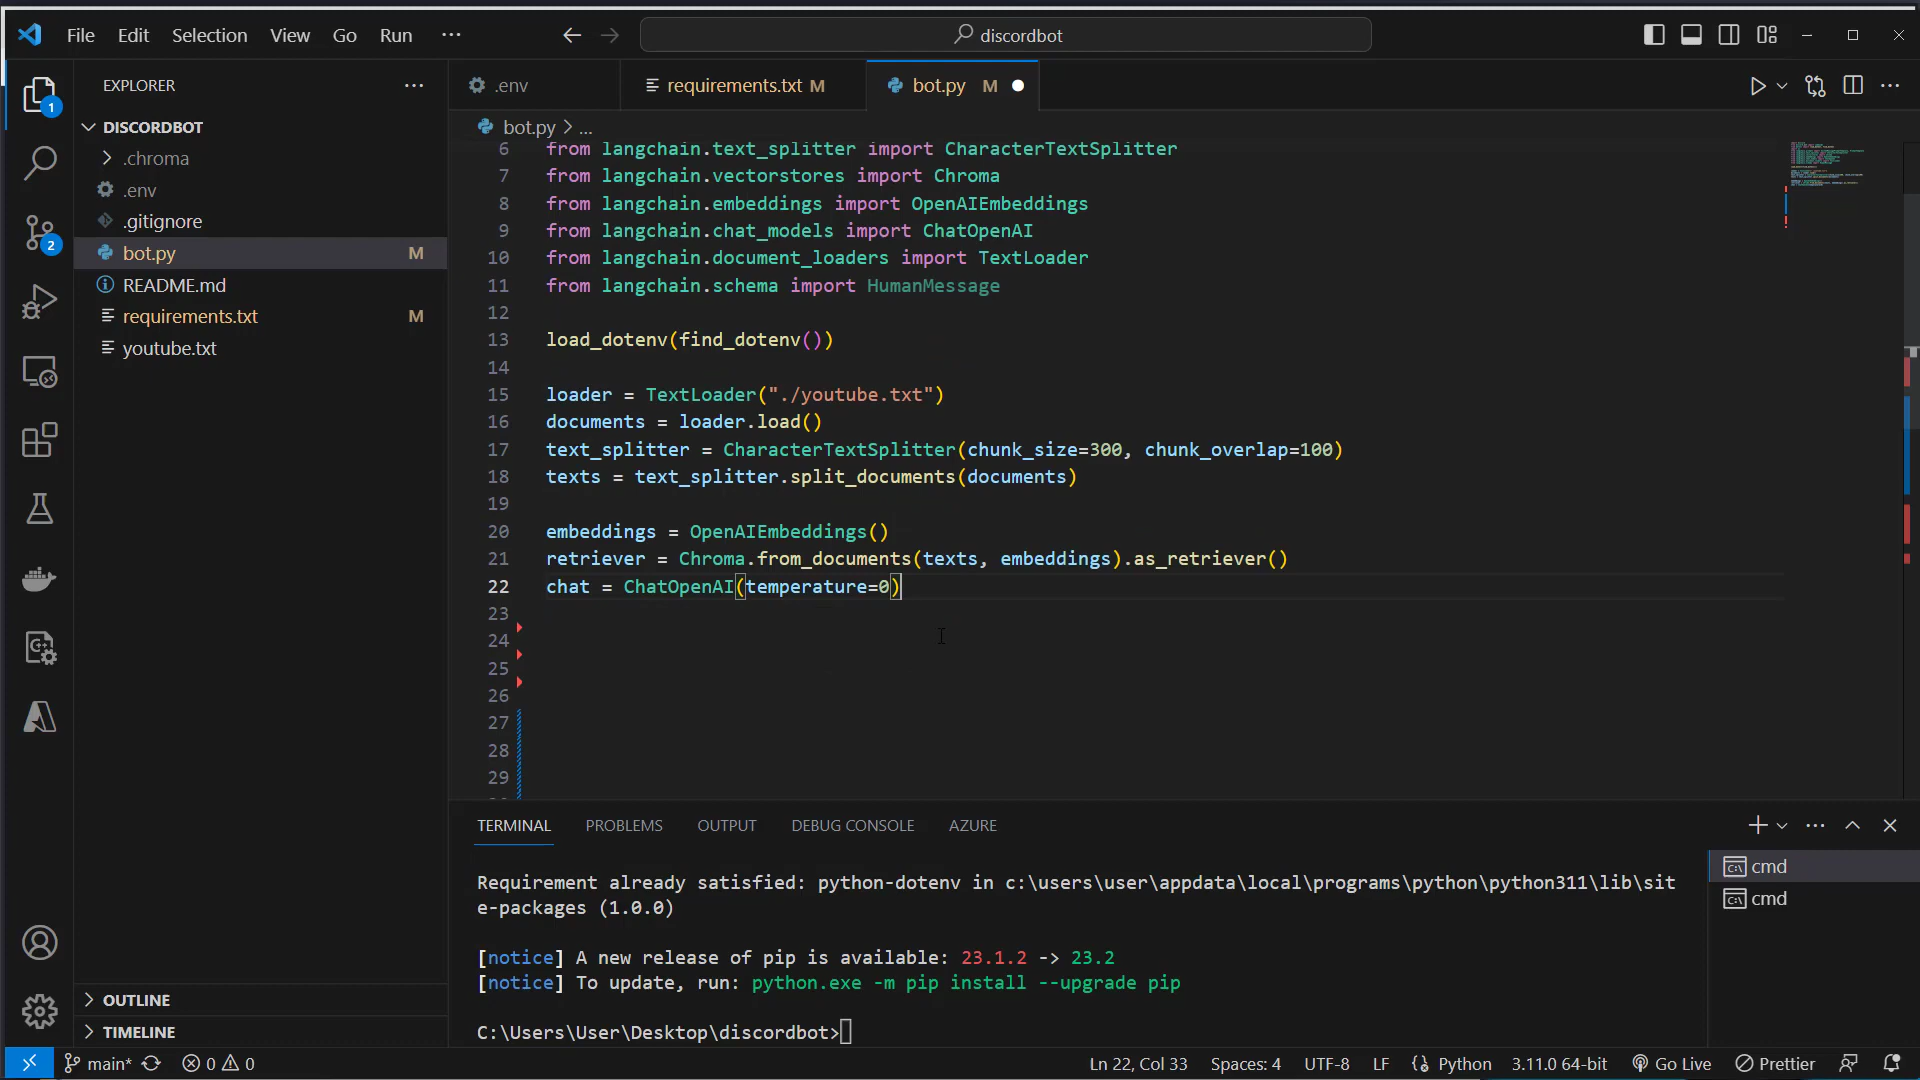 File Edit Selection View Go Run ··· discordbot
EXPLORER ···
1
DISCORDBOT
.chroma
.env
.gitignore
2
bot.py M
README.md
requirements.txt M
youtube.txt
OUTLINE
TIMELINE
.env requirements.txt M bot.py M ···
bot.py > ...
6 from langchain.text_splitter import CharacterTextSplitter
7 from langchain.vectorstores import Chroma
8 from langchain.embeddings import OpenAIEmbeddings
9 from langchain.chat_models import ChatOpenAI
10 from langchain.document_loaders import TextLoader
11 from langchain.schema import HumanMessage
12
13 load_dotenv(find_dotenv())
14
15 loader = TextLoader("./youtube.txt")
16 documents = loader.load()
17 text_splitter = CharacterTextSplitter(chunk_size=300, chunk_overlap=100)
18 texts = text_splitter.split_documents(documents)
19
20 embeddings = OpenAIEmbeddings()
21 retriever = Chroma.from_documents(texts, embeddings).as_retriever()
22 chat = ChatOpenAI(temperature=0)
23
24
25
26
27
28
29
TERMINAL PROBLEMS OUTPUT DEBUG CONSOLE AZURE
Requirement already satisfied: python-dotenv in c:\users\user\appdata\local\programs\python\python311\lib\sit
e-packages (1.0.0)
[notice] A new release of pip is available: 23.1.2 -> 23.2
[notice] To update, run: python.exe -m pip install --upgrade pip
C:\Users\User\Desktop\discordbot>
cmd
cmd
main* 0 0 Ln 22, Col 33 Spaces: 4 UTF-8 LF Python 3.11.0 64-bit Go Live Prettier